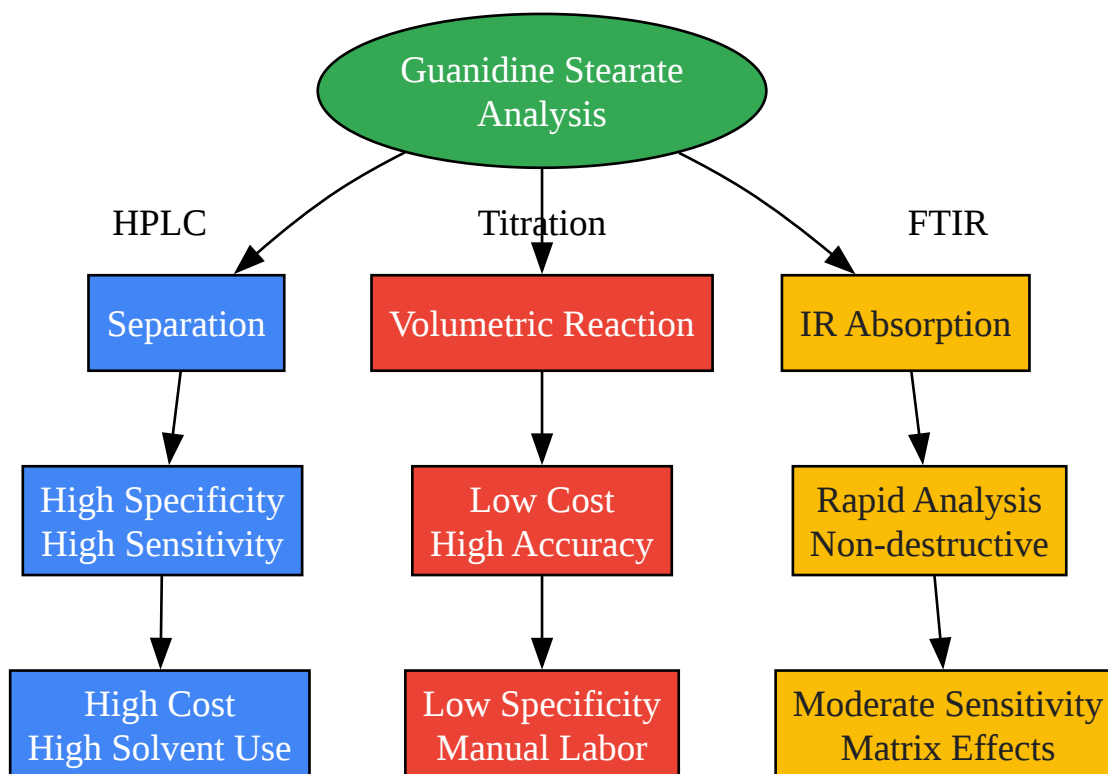 Guanidine Stearate
Analysis
HPLC
Titration
FTIR
Separation
Volumetric Reaction
IR Absorption
High Specificity
High Sensitivity
Low Cost
High Accuracy
Rapid Analysis
Non-destructive
High Cost
High Solvent Use
Low Specificity
Manual Labor
Moderate Sensitivity
Matrix Effects